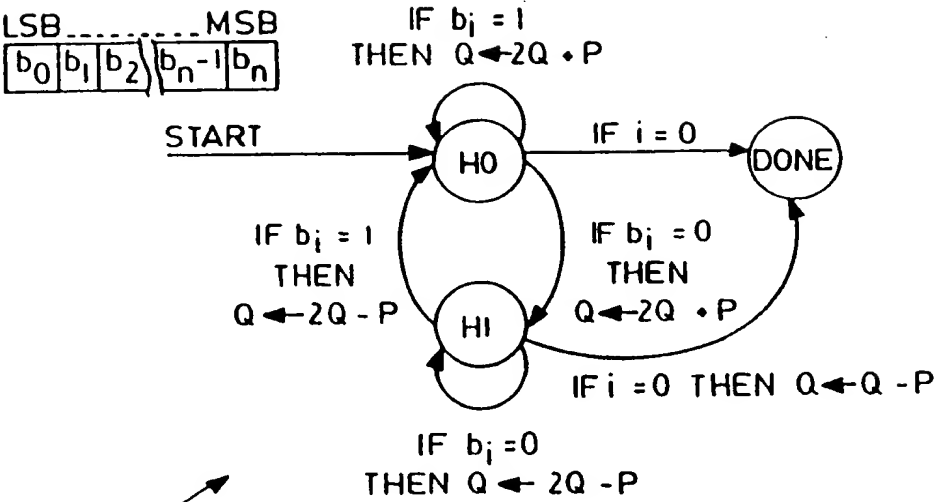 LSB.........MSB
b0 b1 b2 bn-1 bn
IF bi = 1
THEN Q←2Q + P
START
H0
IF i = 0
DONE
IF bi = 1
THEN
Q←2Q - P
IF bi = 0
THEN
Q←2Q + P
H1
IF i = 0 THEN Q←Q - P
IF bi = 0
THEN Q ← 2Q - P